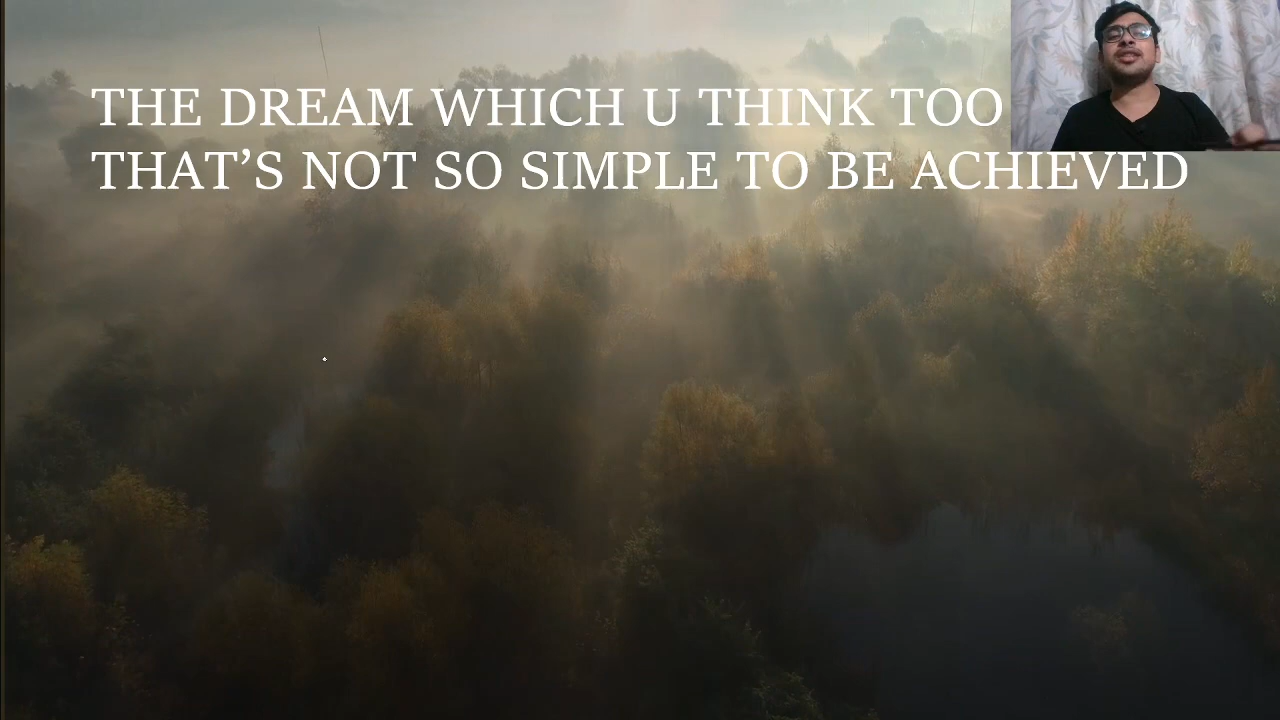 THE DREAM WHICH U THINK TOO
THAT’S NOT SO SIMPLE TO BE ACHIEVED